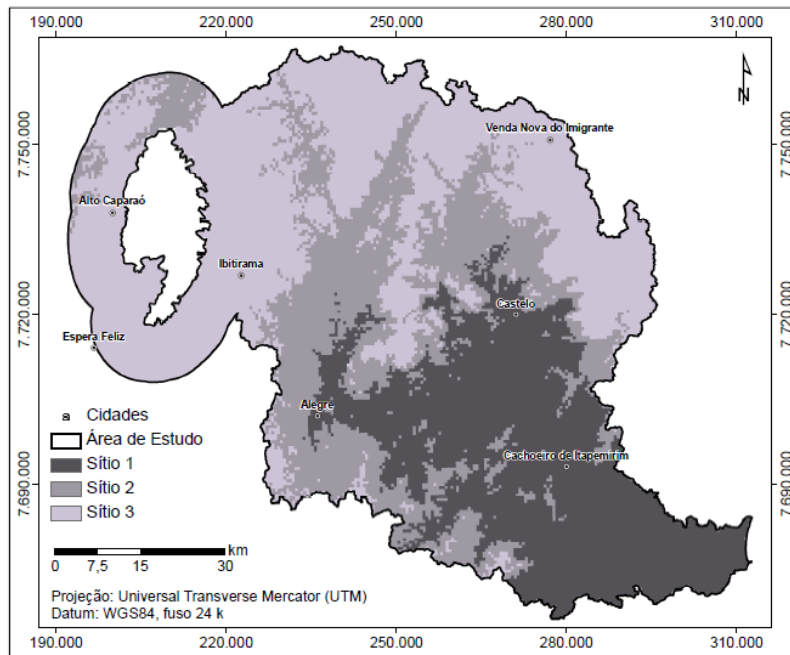 190.000 220.000 250.000 280.000 310.000
7.750.000 7.750.000
7.720.000 7.720.000
7.690.000 7.690.000
N
Venda Nova do Imigrante
Alto Caparaó
Ibitirama
Castelo
Espera Feliz
Alegre
Cachoeiro de Itapemirim
Cidades
Área de Estudo
Sítio 1
Sítio 2
Sítio 3
km
0 7,5 15 30
Projeção: Universal Transverse Mercator (UTM)
Datum: WGS84, fuso 24 k
190.000 220.000 250.000 280.000 310.000